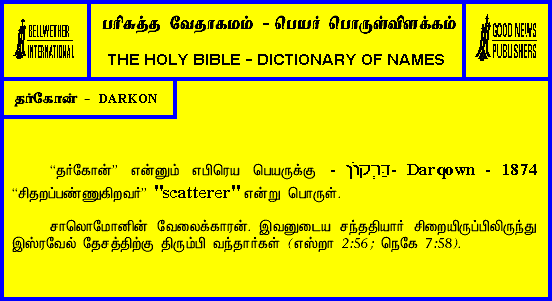 BELLWETHER
INTERNATIONAL
பரிசுத்த வேதாகமம் - பெயர் பொருள்விளக்கம்
THE HOLY BIBLE - DICTIONARY OF NAMES
GOOD NEWS
PUBLISHERS
தர்கோன் - DARKON
“தர்கோன்” என்னும் எபிரெய பெயருக்கு - דַּרְקוֹן- Darqown - 1874
“சிதறப்பண்ணுகிறவர்” "scatterer" என்று பொருள்.
சாலொமோனின் வேலைக்காரன். இவனுடைய சந்ததியார் சிறையிருப்பிலிருந்து
இஸ்ரவேல் தேசத்திற்கு திரும்பி வந்தார்கள் (எஸ்றா 2:56; நெகே 7:58).